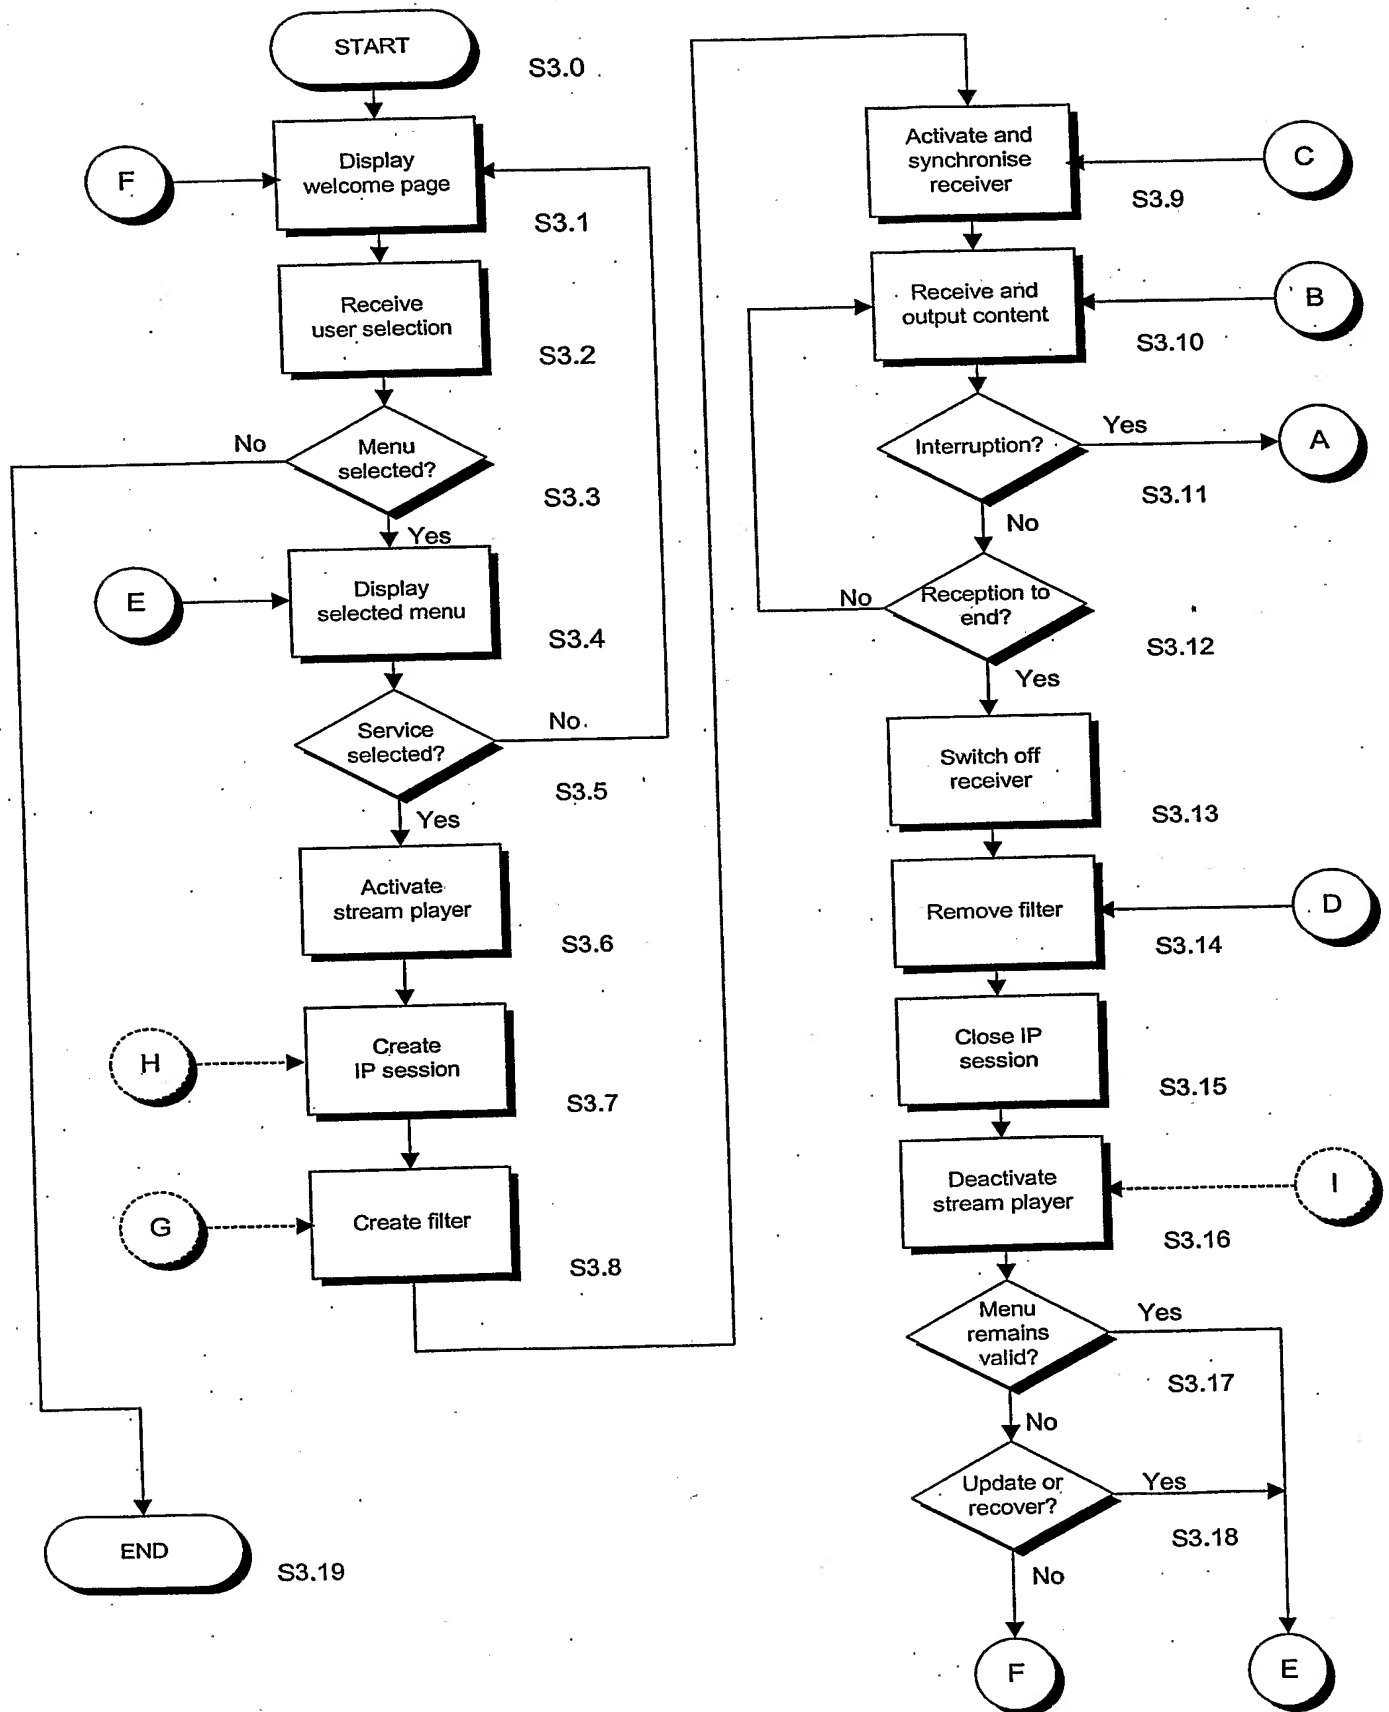 START
S3.0
F
Display
welcome page
S3.1
Receive
user selection
S3.2
No
Menu
selected?
S3.3
Yes
E
Display
selected menu
S3.4
Service
selected?
No
S3.5
Yes
Activate
stream player
S3.6
H
Create
IP session
S3.7
G
Create filter
S3.8
END
S3.19
Activate and
synchronise
receiver
C
S3.9
Receive and
output content
B
S3.10
Interruption?
Yes
A
S3.11
No
No
Reception to
end?
S3.12
Yes
Switch off
receiver
S3.13
Remove filter
D
S3.14
Close IP
session
S3.15
Deactivate
stream player
I
S3.16
Menu
remains
valid?
Yes
S3.17
No
Update or
recover?
Yes
S3.18
No
F
E